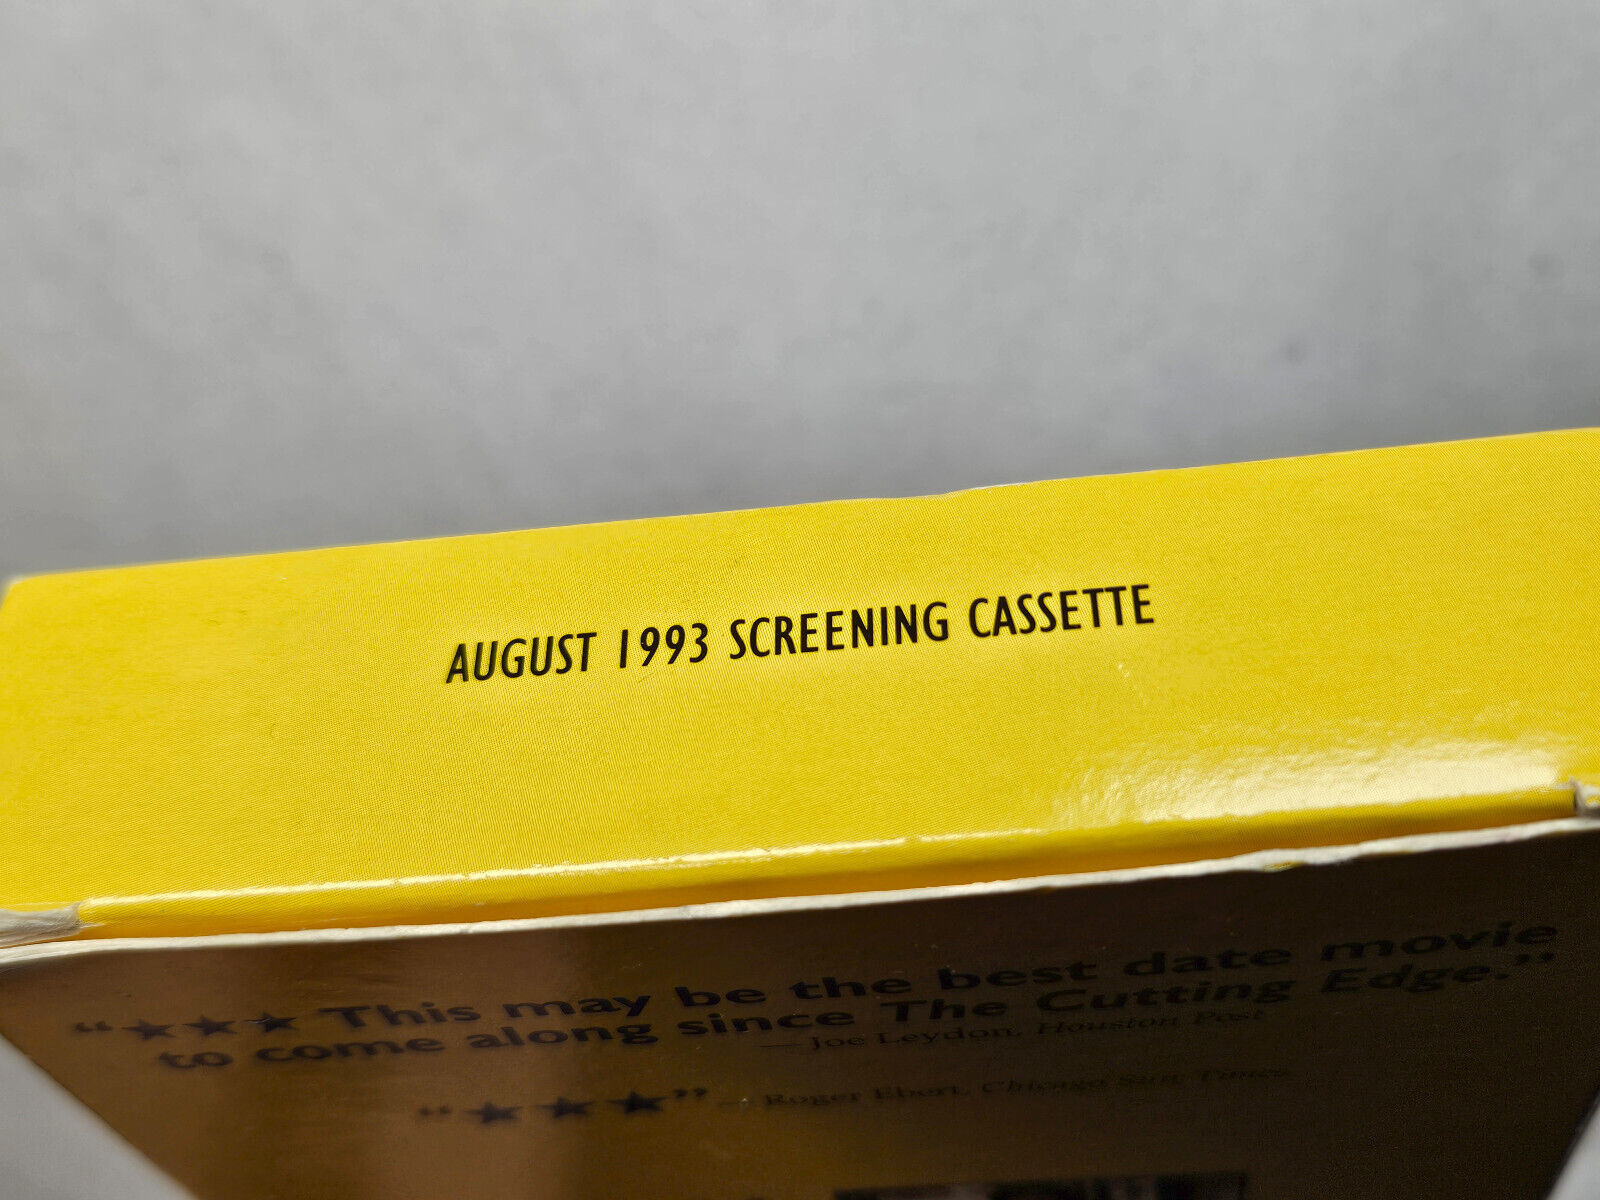 AUGUST 1993 SCREENING CASSETTE
“★★★ This may be the best date movie
to come along since The Cutting Edge.”
—Joe Leydon, Houston Post
“★★★” — Roger Ebert, Chicago Sun Times